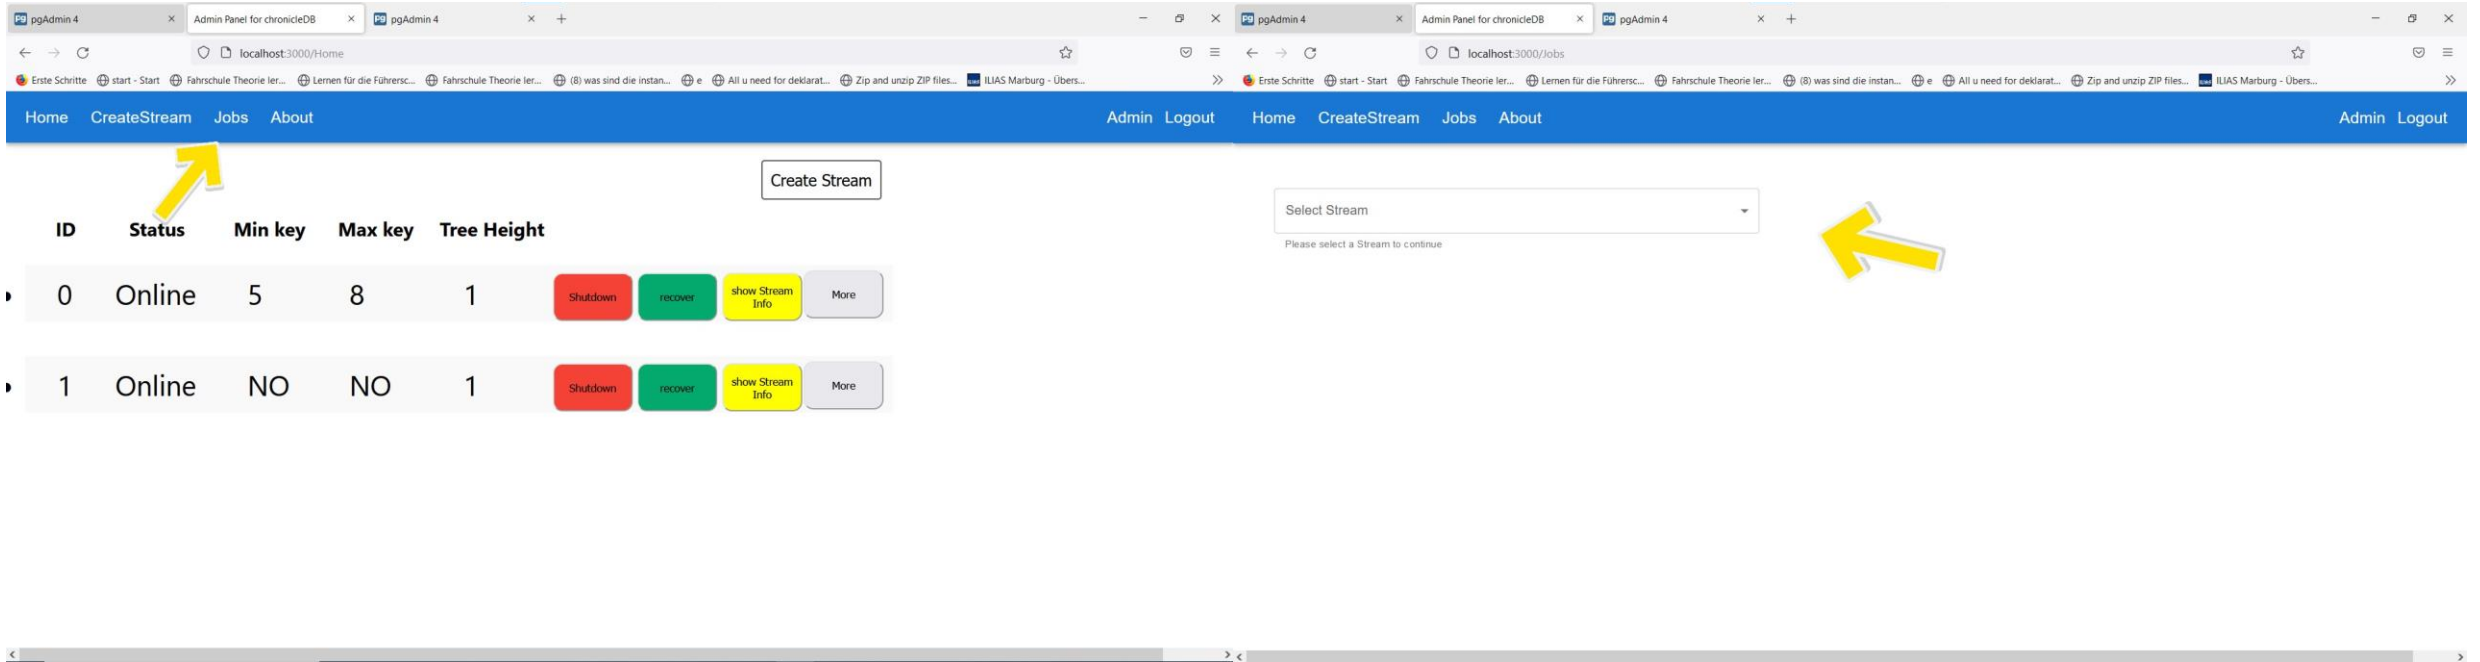 pgAdmin 4 Admin Panel for chronicleDB pgAdmin 4
localhost:3000/Home
Erste Schritte start - Start Fahrschule Theorie ler... Lernen für die Führersc... Fahrschule Theorie ler... (8) was sind die instan... e All u need for deklarat... Zip and unzip ZIP files... ILIAS Marburg - Übers...
Home CreateStream Jobs About Admin Logout
Create Stream
ID Status Min key Max key Tree Height
0 Online 5 8 1 Shutdown recover show Stream Info More
1 Online NO NO 1 Shutdown recover show Stream Info More
pgAdmin 4 Admin Panel for chronicleDB pgAdmin 4
localhost:3000/Jobs
Erste Schritte start - Start Fahrschule Theorie ler... Lernen für die Führersc... Fahrschule Theorie ler... (8) was sind die instan... e All u need for deklarat... Zip and unzip ZIP files... ILIAS Marburg - Übers...
Home CreateStream Jobs About Admin Logout
Select Stream
Please select a Stream to continue